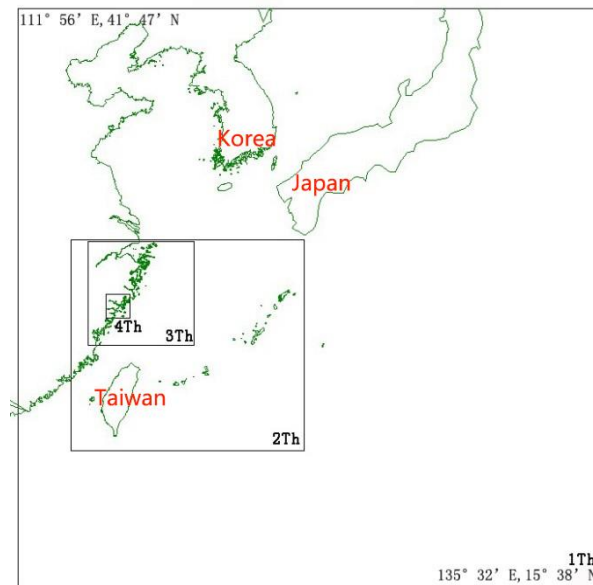 111° 56′ E, 41° 47′ N
Korea
Japan
4Th
3Th
Taiwan
2Th
1Th
135° 32′ E, 15° 38′ N